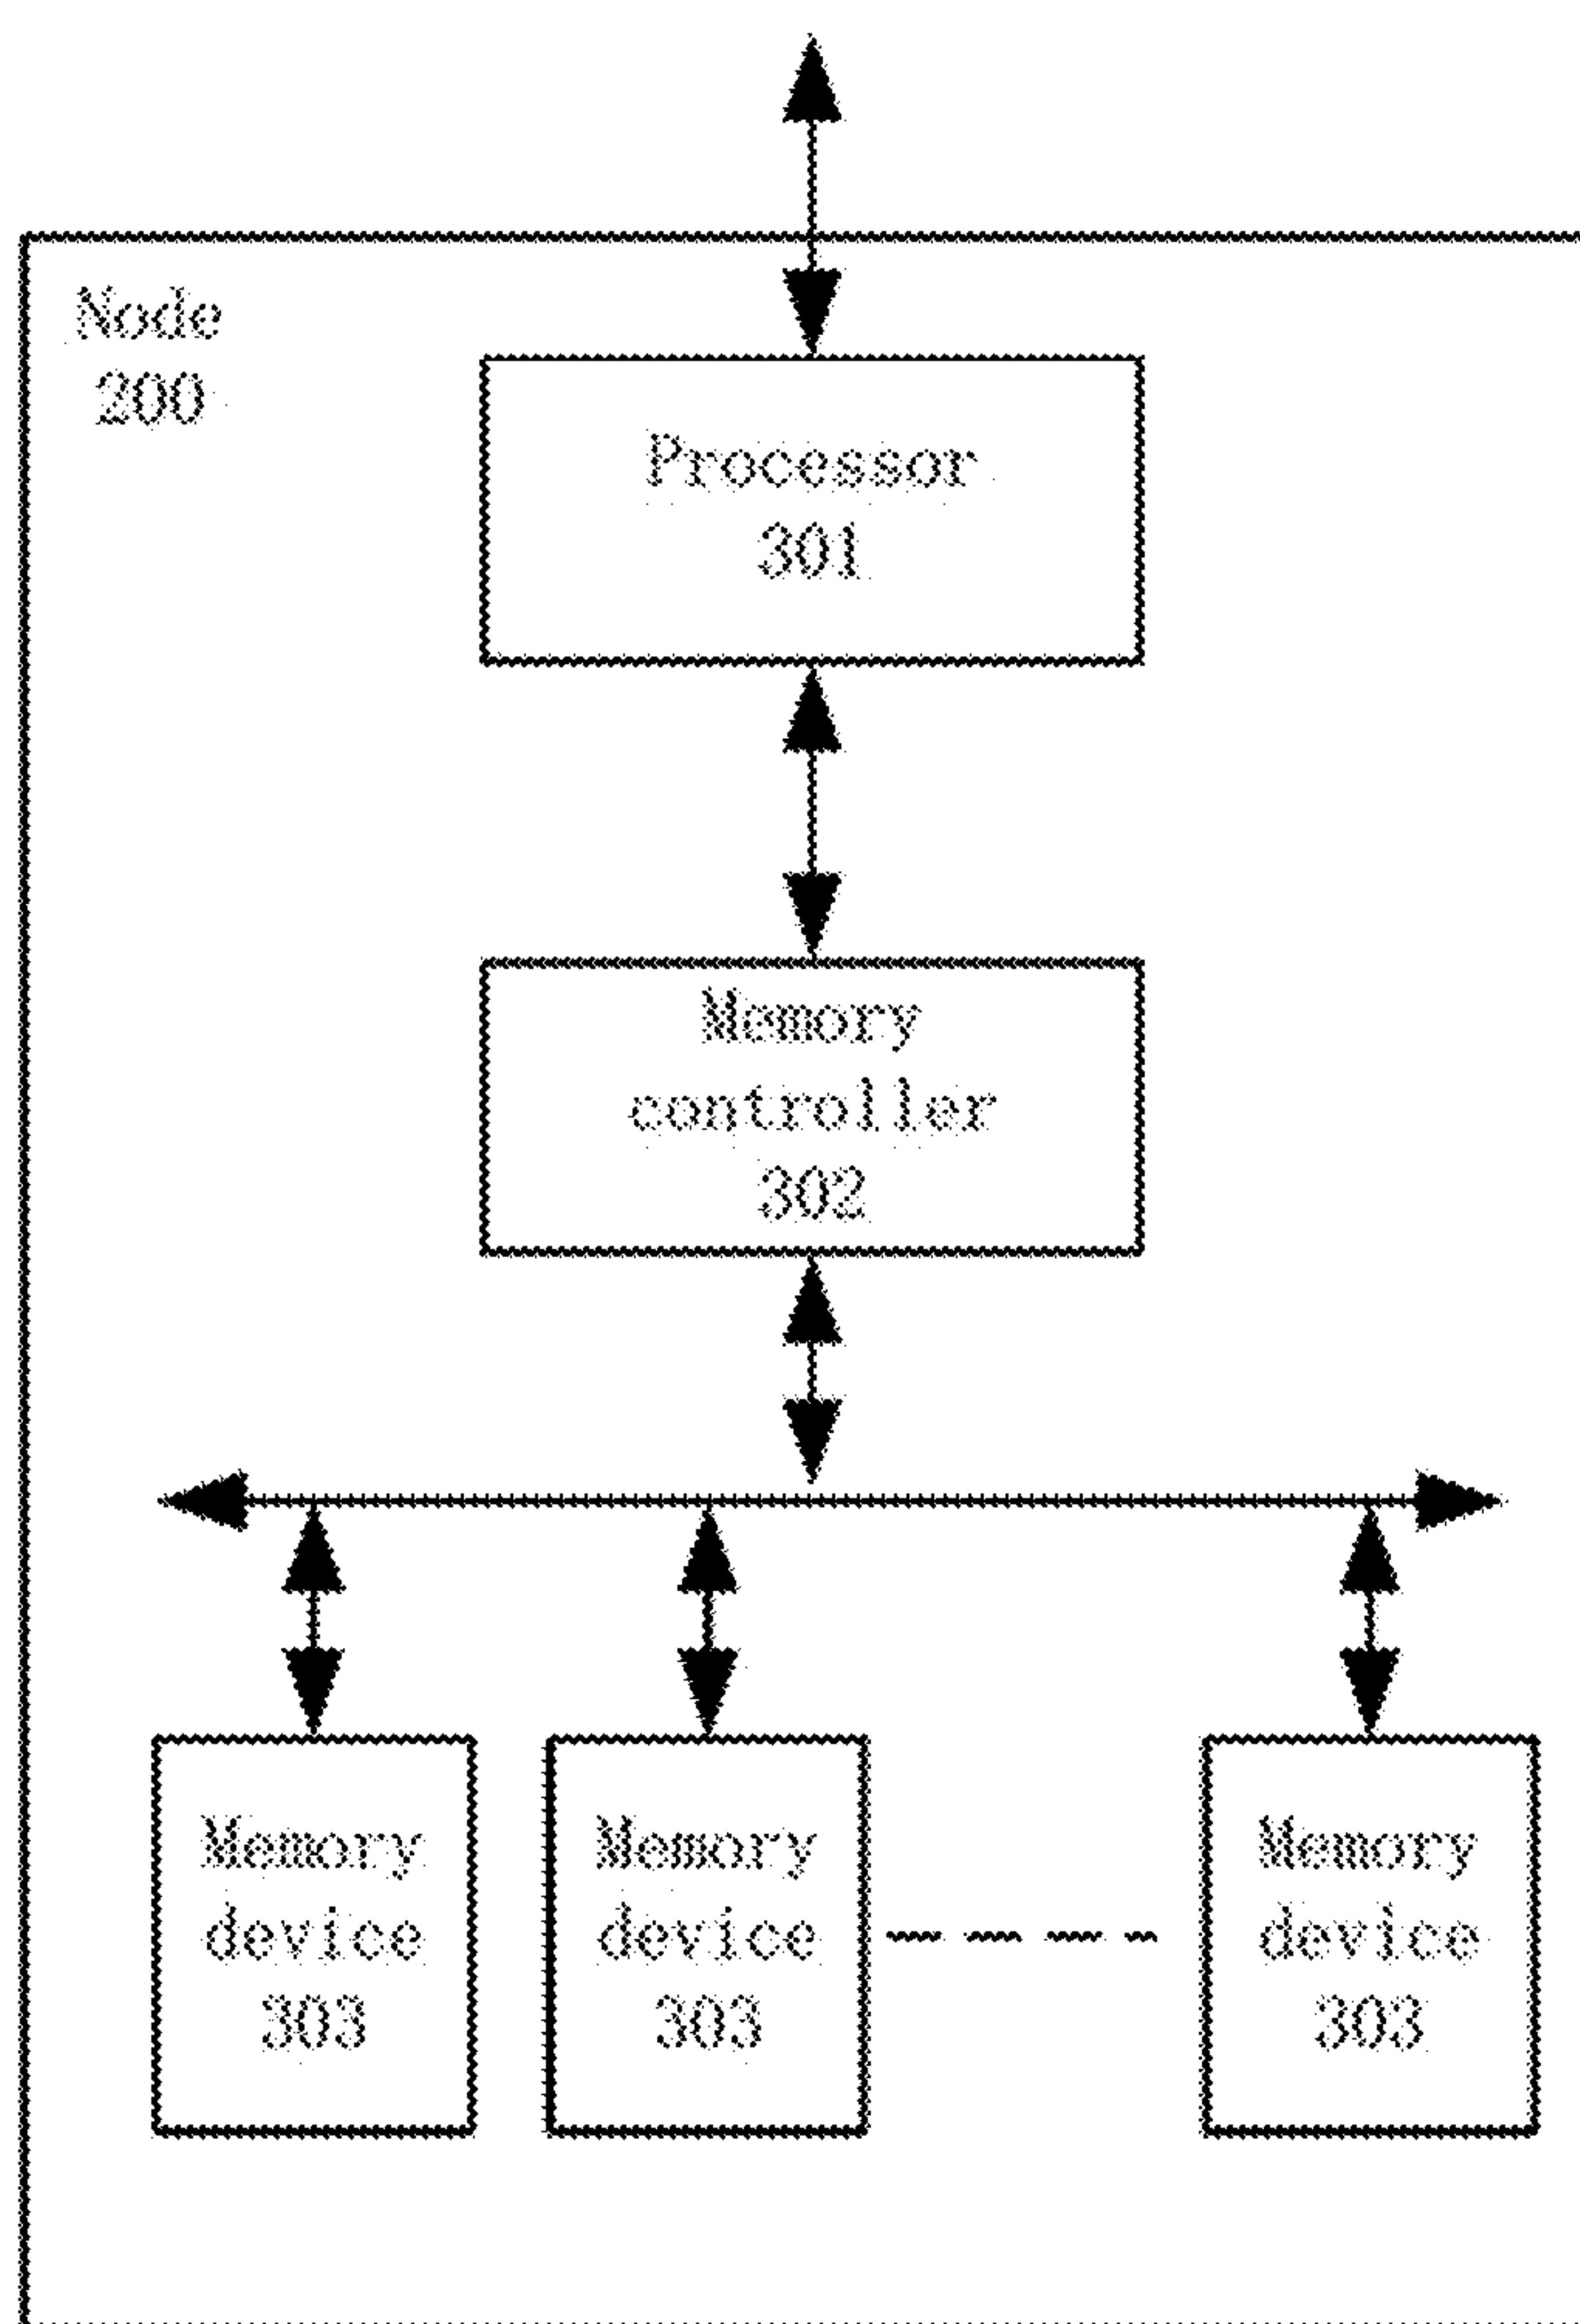 Node
200
Processor
301
Memory
controller
302
Memory
device
303
Memory
device
303
Memory
device
303